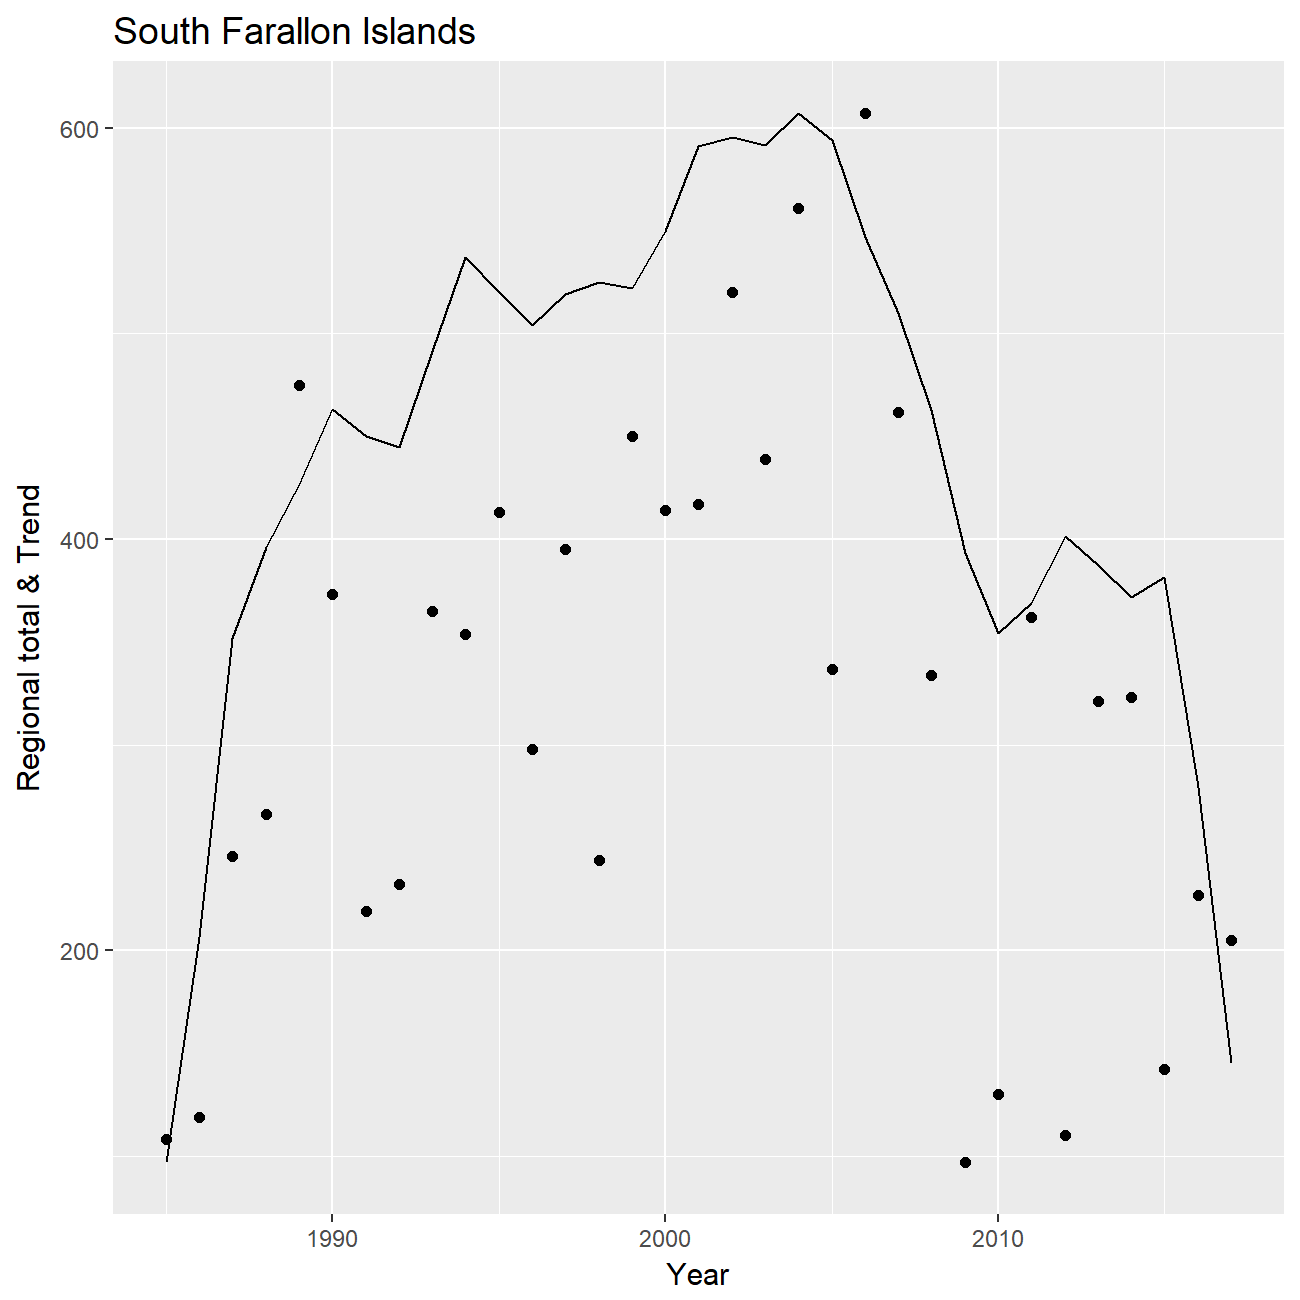 South Farallon Islands
Regional total & Trend
600
400
200
1990
2000
2010
Year